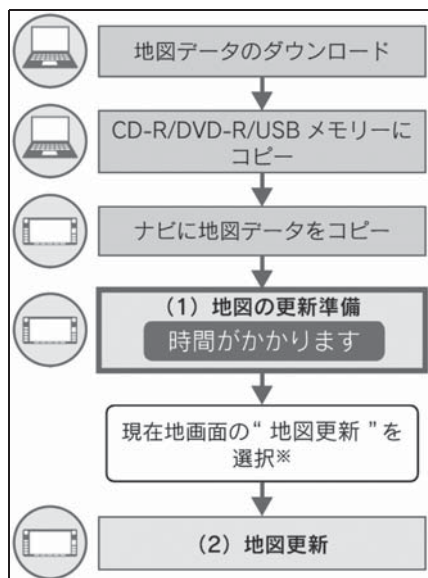 地図データのダウンロード
CD-R/DVD-R/USB メモリーに
コピー
ナビに地図データをコピー
(1) 地図の更新準備
時間がかかります
現在地画面の“ 地図更新 ”を
選択※
(2) 地図更新